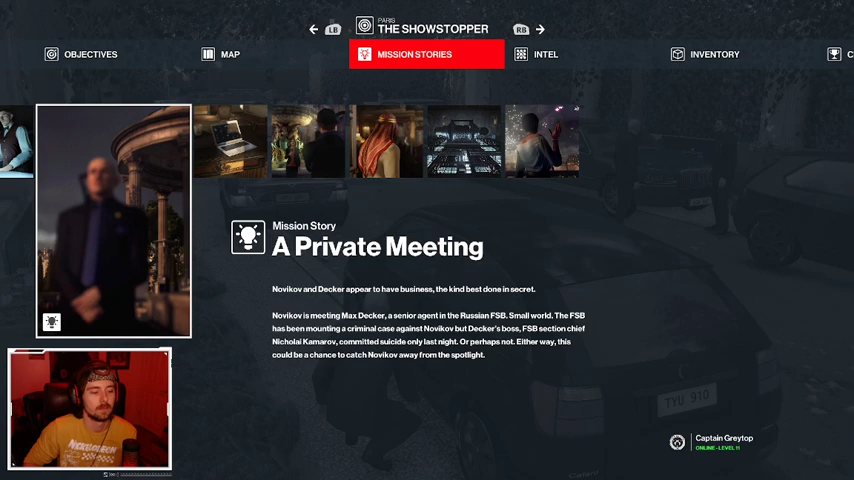 LB
PARIS
THE SHOWSTOPPER
RB
OBJECTIVES
MAP
MISSION STORIES
INTEL
INVENTORY
C
Mission Story
A Private Meeting
Novikov and Decker appear to have business, the kind best done in secret.
Novikov is meeting Max Decker, a senior agent in the Russian FSB. Small world. The FSB
has been mounting a criminal case against Novikov but Decker's boss, FSB section chief
Nicholai Kamarov, committed suicide only last night. Or perhaps not. Either way, this
could be a chance to catch Novikov away from the spotlight.
TYU 910
Captain Greytop
ONLINE - LEVEL 11